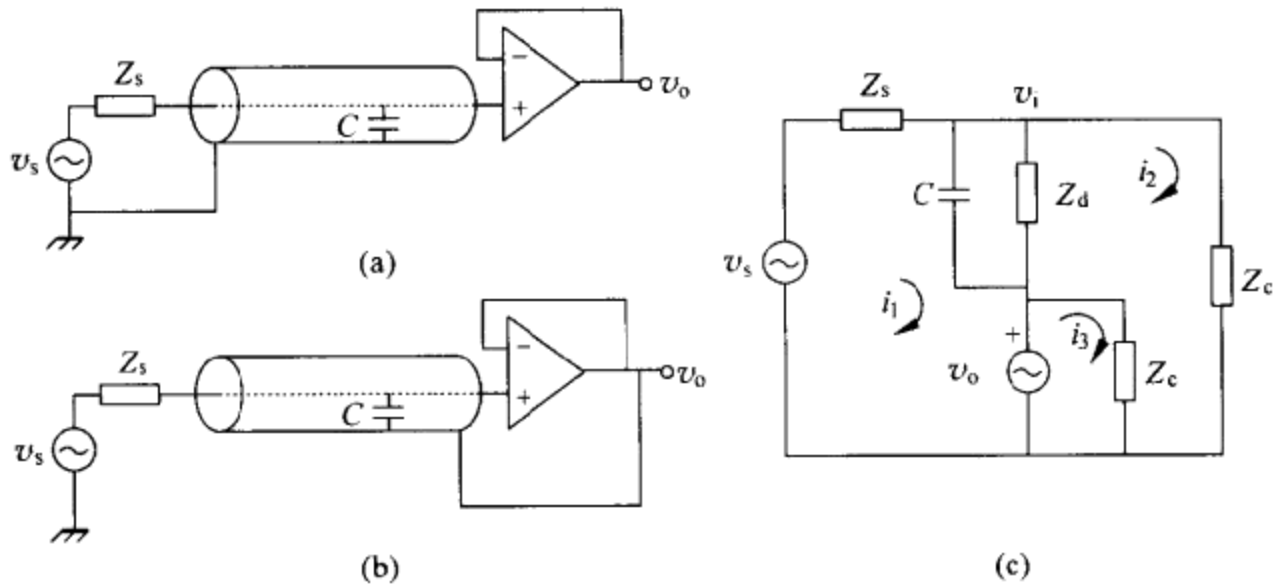 Zs
vs
C
−
+
vo
(a)
Zs
vs
C
−
+
vo
(b)
Zs
vi
vs
C
Zd
i2
i1
+
vo
i3
Zc
Zc
(c)